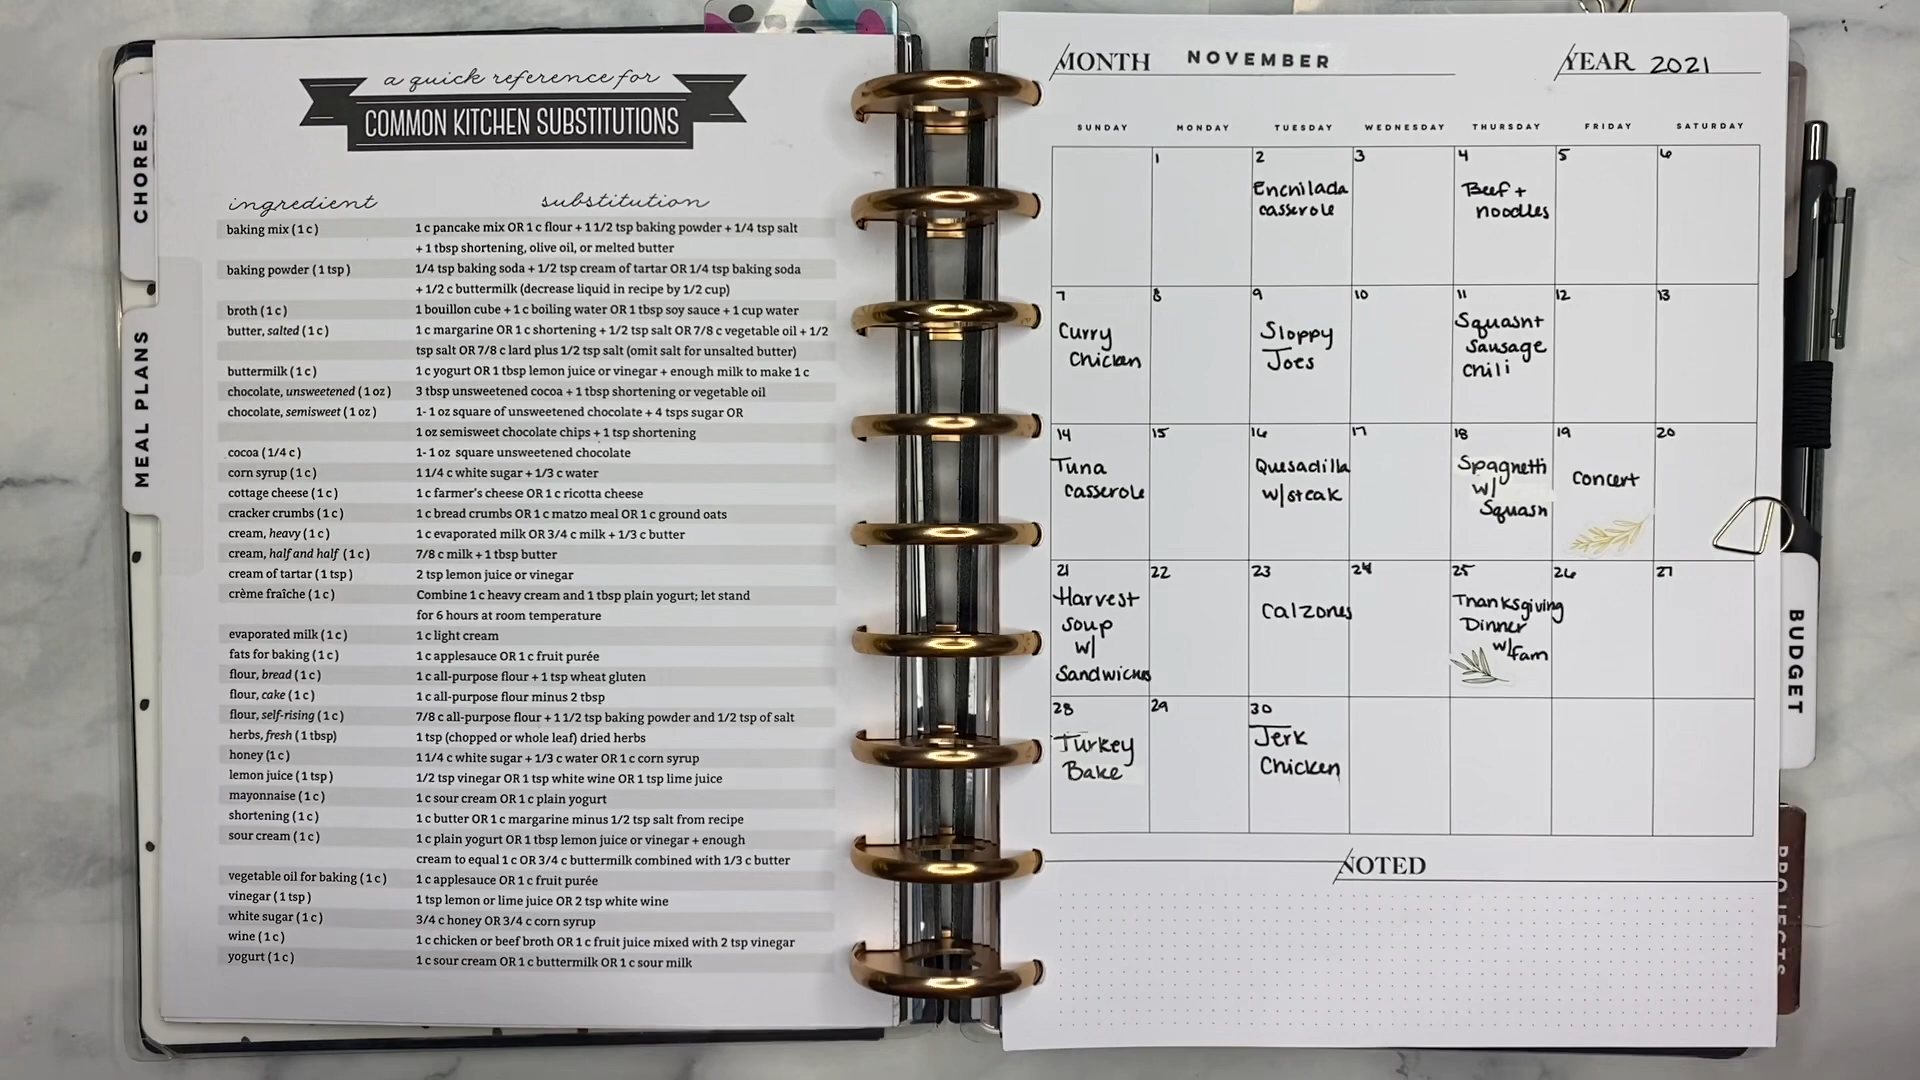 CHORES
MEAL PLANS
a quick reference for
COMMON KITCHEN SUBSTITUTIONS
ingredient substitution
baking mix (1 c) 1 c pancake mix OR 1 c flour + 1 1/2 tsp baking powder + 1/4 tsp salt
+ 1 tbsp shortening, olive oil, or melted butter
baking powder (1 tsp) 1/4 tsp baking soda + 1/2 tsp cream of tartar OR 1/4 tsp baking soda
+ 1/2 c buttermilk (decrease liquid in recipe by 1/2 cup)
broth (1 c) 1 bouillon cube + 1 c boiling water OR 1 tbsp soy sauce + 1 cup water
butter, salted (1 c) 1 c margarine OR 1 c shortening + 1/2 tsp salt OR 7/8 c vegetable oil + 1/2
tsp salt OR 7/8 c lard plus 1/2 tsp salt (omit salt for unsalted butter)
buttermilk (1 c) 1 c yogurt OR 1 tbsp lemon juice or vinegar + enough milk to make 1 c
chocolate, unsweetened (1 oz) 3 tbsp unsweetened cocoa + 1 tbsp shortening or vegetable oil
chocolate, semisweet (1 oz) 1- 1 oz square of unsweetened chocolate + 4 tsps sugar OR
1 oz semisweet chocolate chips + 1 tsp shortening
cocoa (1/4 c) 1- 1 oz square unsweetened chocolate
corn syrup (1 c) 1 1/4 c white sugar + 1/3 c water
cottage cheese (1 c) 1 c farmer's cheese OR 1 c ricotta cheese
cracker crumbs (1 c) 1 c bread crumbs OR 1 c matzo meal OR 1 c ground oats
cream, heavy (1 c) 1 c evaporated milk OR 3/4 c milk + 1/3 c butter
cream, half and half (1 c) 7/8 c milk + 1 tbsp butter
cream of tartar (1 tsp) 2 tsp lemon juice or vinegar
crème fraîche (1 c) Combine 1 c heavy cream and 1 tbsp plain yogurt; let stand
for 6 hours at room temperature
evaporated milk (1 c) 1 c light cream
fats for baking (1 c) 1 c applesauce OR 1 c fruit purée
flour, bread (1 c) 1 c all-purpose flour + 1 tsp wheat gluten
flour, cake (1 c) 1 c all-purpose flour minus 2 tbsp
flour, self-rising (1 c) 7/8 c all-purpose flour + 1 1/2 tsp baking powder and 1/2 tsp of salt
herbs, fresh (1 tbsp) 1 tsp (chopped or whole leaf) dried herbs
honey (1 c) 1 1/4 c white sugar + 1/3 c water OR 1 c corn syrup
lemon juice (1 tsp) 1/2 tsp vinegar OR 1 tsp white wine OR 1 tsp lime juice
mayonnaise (1 c) 1 c sour cream OR 1 c plain yogurt
shortening (1 c) 1 c butter OR 1 c margarine minus 1/2 tsp salt from recipe
sour cream (1 c) 1 c plain yogurt OR 1 tbsp lemon juice or vinegar + enough
cream to equal 1 c OR 3/4 c buttermilk combined with 1/3 c butter
vegetable oil for baking (1 c) 1 c applesauce OR 1 c fruit purée
vinegar (1 tsp) 1 tsp lemon or lime juice OR 2 tsp white wine
white sugar (1 c) 3/4 c honey OR 3/4 c corn syrup
wine (1 c) 1 c chicken or beef broth OR 1 c fruit juice mixed with 2 tsp vinegar
yogurt (1 c) 1 c sour cream OR 1 c buttermilk OR 1 c sour milk
MONTH NOVEMBER YEAR 2021
SUNDAY MONDAY TUESDAY WEDNESDAY THURSDAY FRIDAY SATURDAY
1 2 3 4 5 6
Enchilada
casserole
Beef +
noodles
7 8 9 10 11 12 13
Curry
Chicken
Sloppy
Joes
Squash +
Sausage
Chili
14 15 16 17 18 19 20
Tuna
casserole
Quesadilla
w/steak
Spaghetti
w/
Squash
Concert
21 22 23 24 25 26 27
Harvest
Soup
w/
Sandwiches
Calzones
Thanksgiving
Dinner
w/fam
28 29 30
Turkey
Bake
Jerk
Chicken
NOTED
BUDGET
PROJECTS